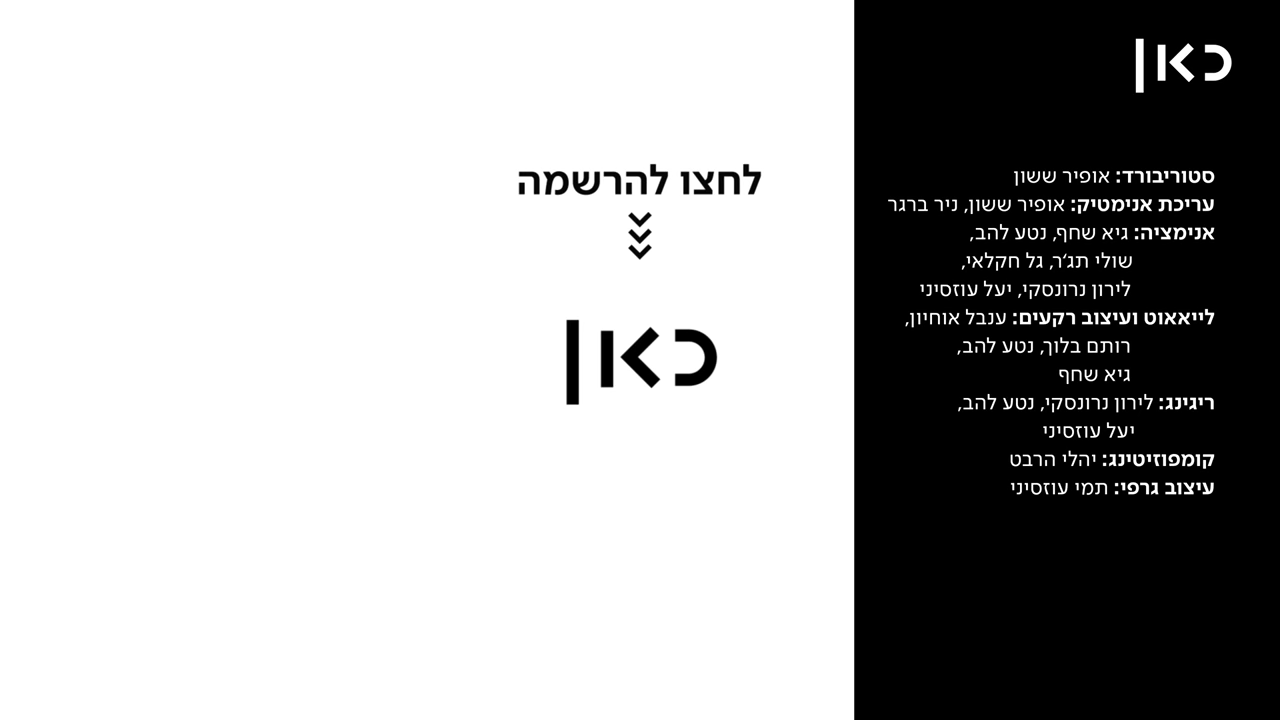 כאן
סטוריבורד: אופיר ששון
עריכת אנימטיק: אופיר ששון, ניר ברגר
אנימציה: גיא שחף, נטע להב,
שולי תג׳ר, גל חקלאי,
לירון נרונסקי, יעל עוזסיני
לייאאוט ועיצוב רקעים: ענבל אוחיון,
רותם בלוך, נטע להב,
גיא שחף
ריגינג: לירון נרונסקי, נטע להב,
יעל עוזסיני
קומפוזיטינג: יהלי הרבט
עיצוב גרפי: תמי עוזסיני
לחצו להרשמה
כאן